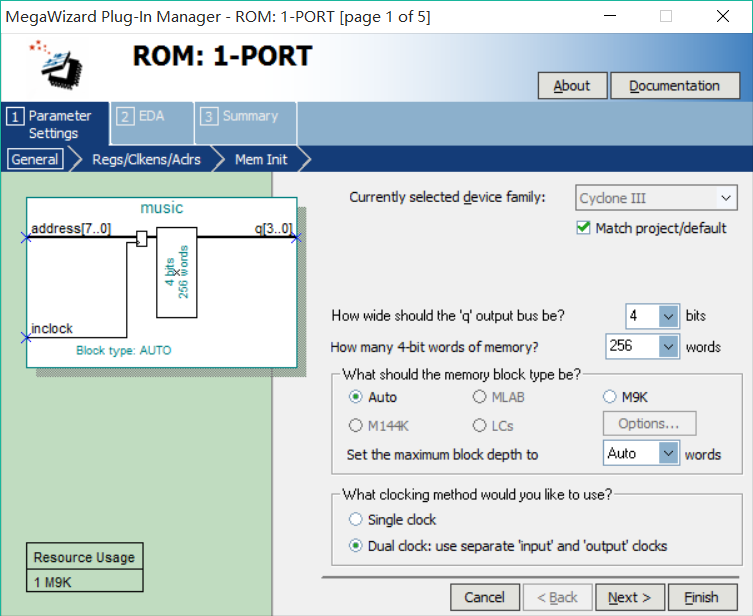 MegaWizard Plug-In Manager - ROM: 1-PORT [page 1 of 5]
ROM: 1-PORT
About
Documentation
1 Parameter Settings
2 EDA
3 Summary
General
Regs/Clkens/Aclrs
Mem Init
music
address[7..0]
q[3..0]
4 bits
256 words
inclock
Block type: AUTO
Resource Usage
1 M9K
Currently selected device family:
Cyclone III
Match project/default
How wide should the 'q' output bus be?
4
bits
How many 4-bit words of memory?
256
words
What should the memory block type be?
Auto
MLAB
M9K
M144K
LCs
Options...
Set the maximum block depth to
Auto
words
What clocking method would you like to use?
Single clock
Dual clock: use separate 'input' and 'output' clocks
Cancel
< Back
Next >
Finish